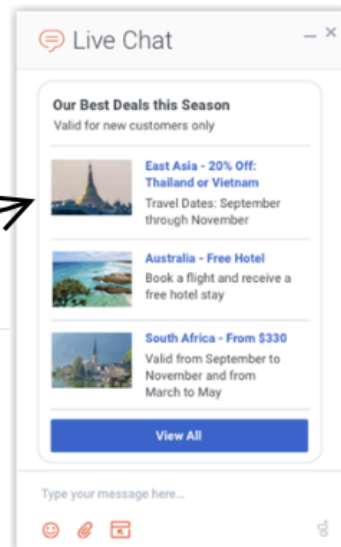 Live Chat
Our Best Deals this Season
Valid for new customers only
East Asia - 20% Off:
Thailand or Vietnam
Travel Dates: September
through November
Australia - Free Hotel
Book a flight and receive a
free hotel stay
South Africa - From $330
Valid from September to
November and from
March to May
View All
Type your message here...